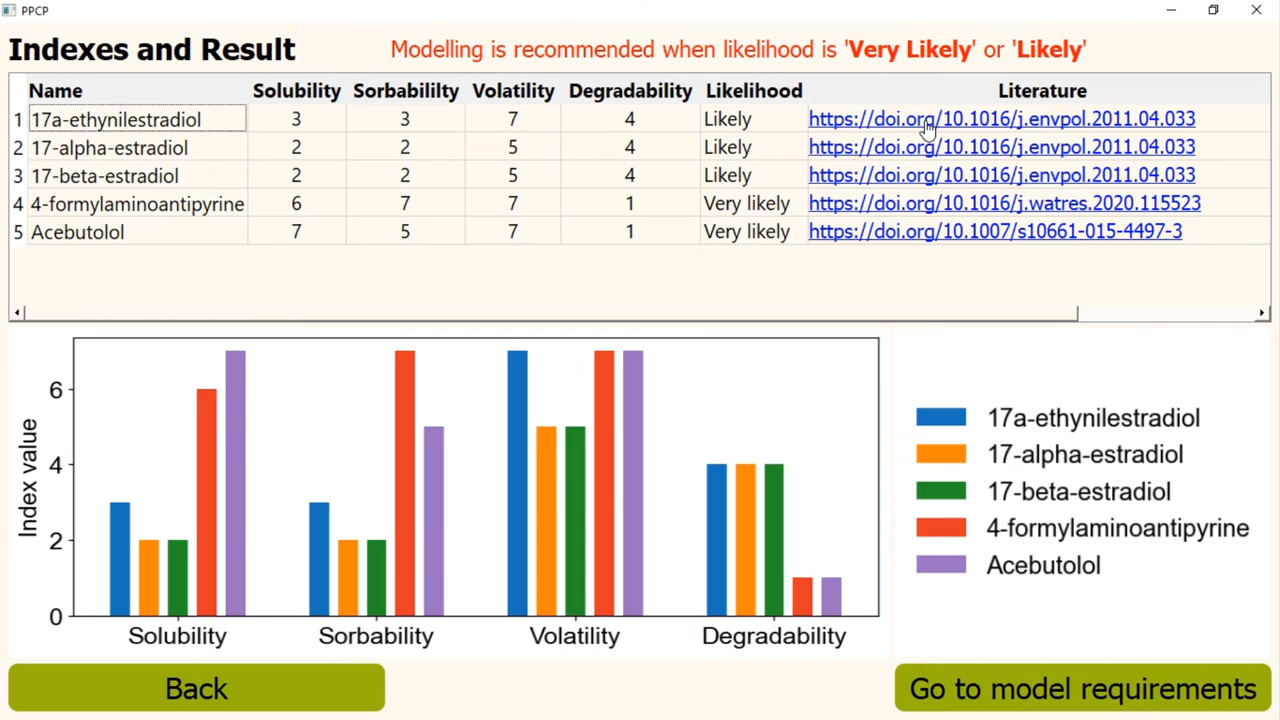 PPCP
Indexes and Result
Modelling is recommended when likelihood is 'Very Likely' or 'Likely'
Name Solubility Sorbabililty Volatility Degradability Likelihood Literature
1 17a-ethynilestradiol 3 3 7 4 Likely https://doi.org/10.1016/j.envpol.2011.04.033
2 17-alpha-estradiol 2 2 5 4 Likely https://doi.org/10.1016/j.envpol.2011.04.033
3 17-beta-estradiol 2 2 5 4 Likely https://doi.org/10.1016/j.envpol.2011.04.033
4 4-formylaminoantipyrine 6 7 7 1 Very likely https://doi.org/10.1016/j.watres.2020.115523
5 Acebutolol 7 5 7 1 Very likely https://doi.org/10.1007/s10661-015-4497-3
Index value
6
4
2
0
Solubility Sorbability Volatility Degradability
17a-ethynilestradiol
17-alpha-estradiol
17-beta-estradiol
4-formylaminoantipyrine
Acebutolol
Back
Go to model requirements